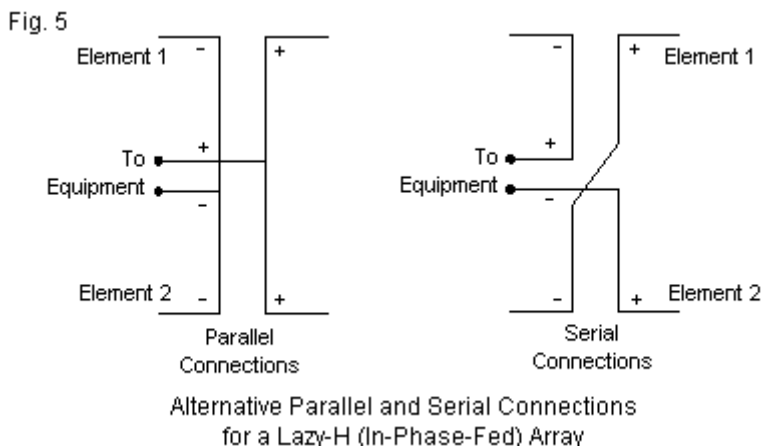 Fig. 5
Element 1 - +
- + Element 1
To +
Equipment -
To +
Equipment -
Element 2 - +
- + Element 2
Parallel
Connections
Serial
Connections
Alternative Parallel and Serial Connections
for a Lazy-H (In-Phase-Fed) Array